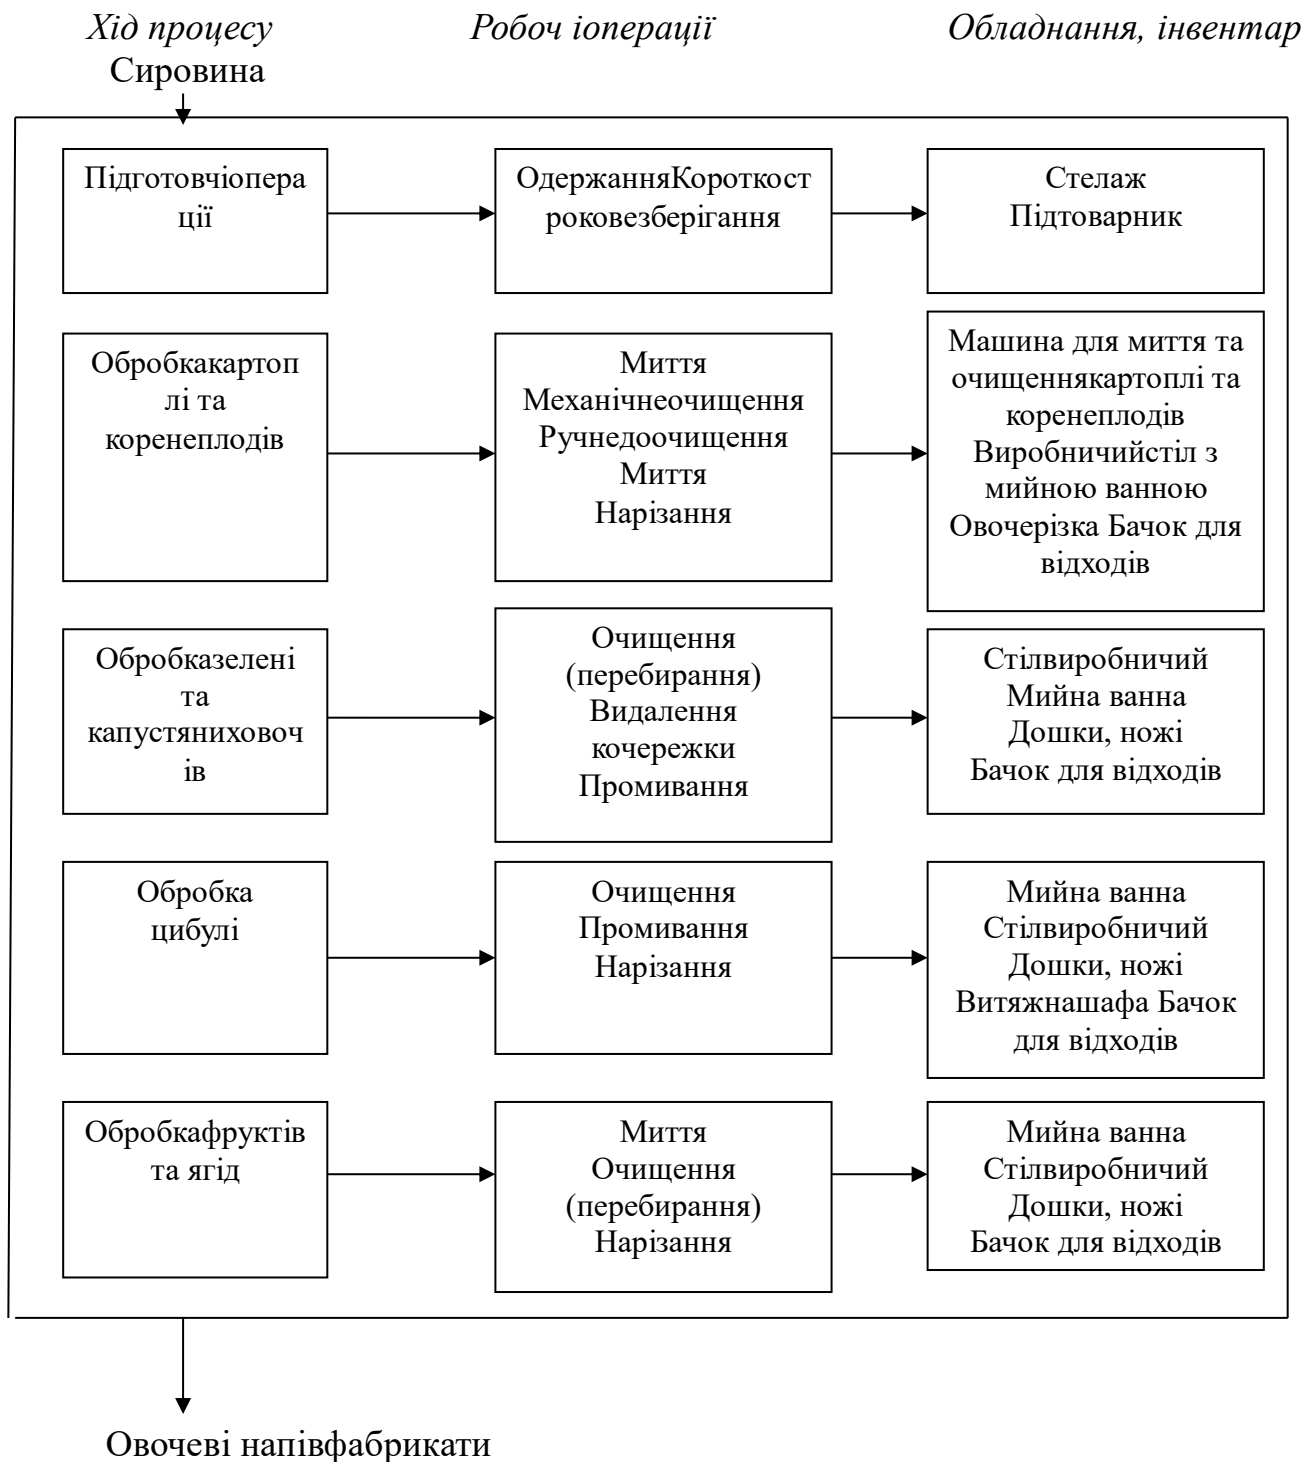 Хід процесу
Робоч іоперації
Обладнання, інвентар
Сировина
Підготовчіопера
ції
ОдержанняКороткост
роковезберігання
Стелаж
Підтоварник
Обробкакартоп
лі та
коренеплодів
Миття
Механічнеочищення
Ручнедоочищення
Миття
Нарізання
Машина для миття та
очищеннякартоплі та
коренеплодів
Виробничийстіл з
мийною ванною
Овочерізка Бачок для
відходів
Обробказелені
та
капустяниховоч
ів
Очищення
(перебирання)
Видалення
кочережки
Промивання
Стілвиробничий
Мийна ванна
Дошки, ножі
Бачок для відходів
Обробка
цибулі
Очищення
Промивання
Нарізання
Мийна ванна
Стілвиробничий
Дошки, ножі
Витяжнашафа Бачок
для відходів
Обробкафруктів
та ягід
Миття
Очищення
(перебирання)
Нарізання
Мийна ванна
Стілвиробничий
Дошки, ножі
Бачок для відходів
Овочеві напівфабрикати